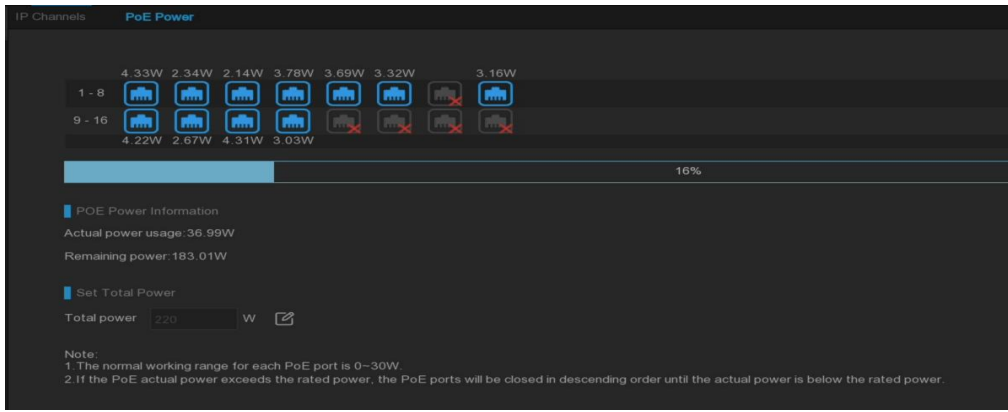 IP Channels PoE Power
4.33W 2.34W 2.14W 3.78W 3.69W 3.32W 3.16W
1 - 8
9 - 16
4.22W 2.67W 4.31W 3.03W
16%
POE Power Information
Actual power usage:36.99W
Remaining power:183.01W
Set Total Power
Total power 220 W
Note:
1.The normal working range for each PoE port is 0~30W.
2.If the PoE actual power exceeds the rated power, the PoE ports will be closed in descending order until the actual power is below the rated power.